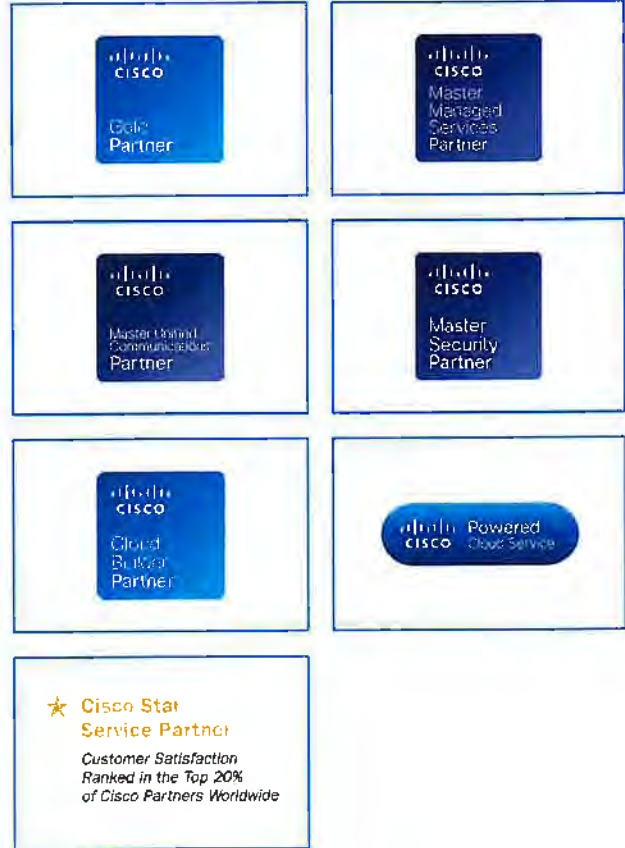 CISCO
Gold
Partner
CISCO
Master
Managed
Services
Partner
CISCO
Master Unified
Communications
Partner
CISCO
Master
Security
Partner
CISCO
Cloud
Builder
Partner
CISCO Powered
Cloud Service
Cisco Star
Service Partner
Customer Satisfaction
Ranked in the Top 20%
of Cisco Partners Worldwide